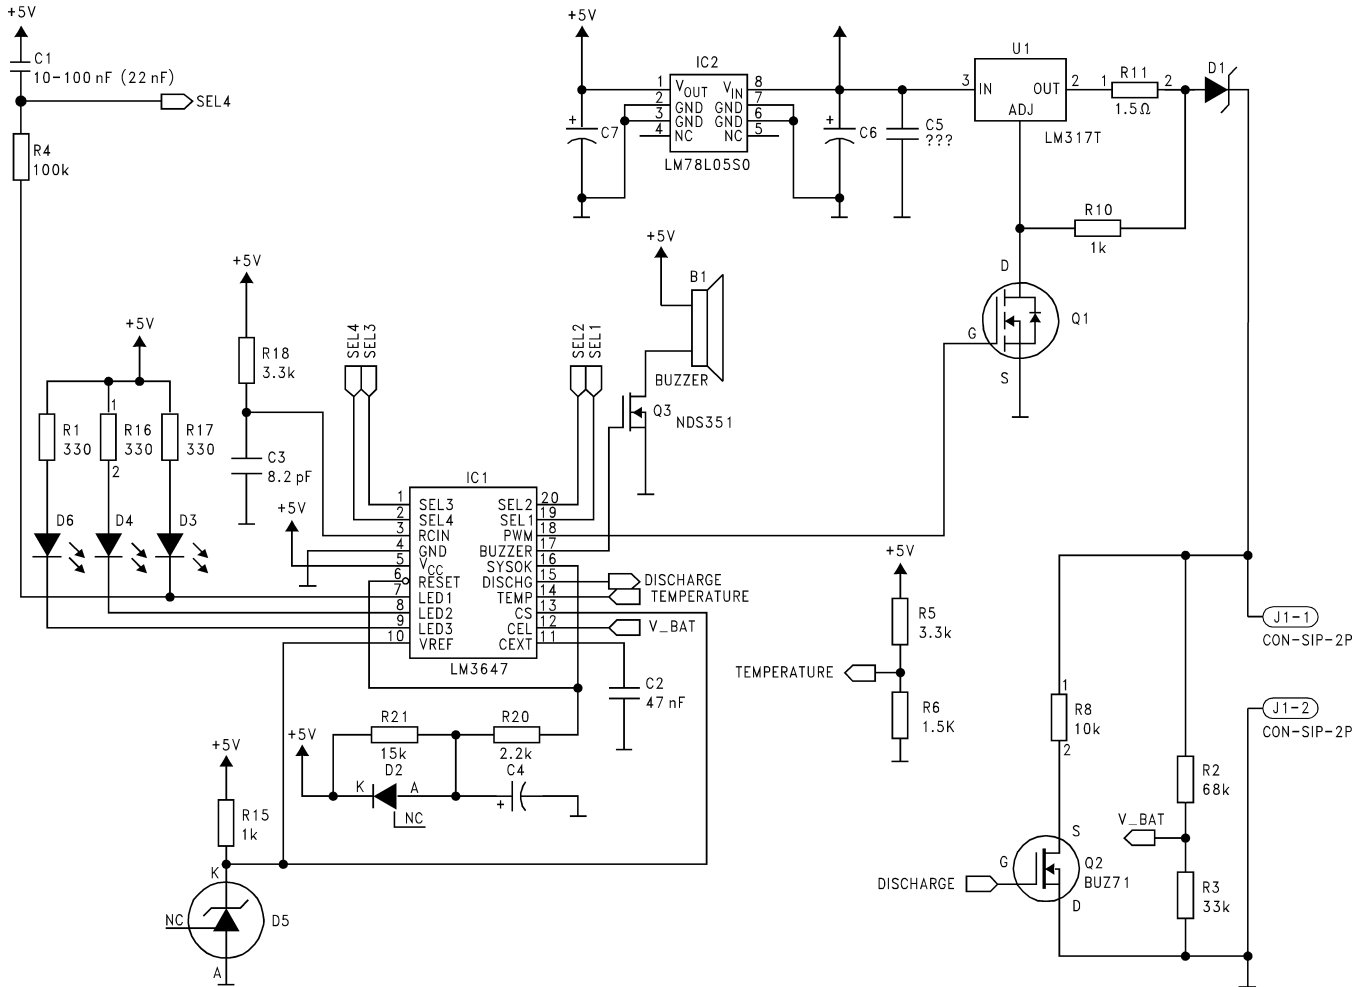 +5V
C1
10-100 nF (22 nF)
SEL4
R4
100k
+5V
IC2
1 VOUT VIN 8
2 GND GND 7
3 GND GND 6
4 NC NC 5
LM78L05S0
+ C7
+ C6
C5
???
U1
3 IN OUT 2
ADJ
LM317T
1 R11 2
1.5Ω
D1
R10
1k
D
G
S
Q1
+5V
B1
BUZZER
Q3
NDS351
+5V
R18
3.3k
C3
8.2 pF
SEL4
SEL3
SEL2
SEL1
+5V
R1
330
1
R16
330
2
R17
330
D6
D4
D3
+5V
IC1
1 SEL3 SEL2 20
2 SEL4 SEL1 19
3 RCIN PWM 18
4 GND BUZZER 17
5 VCC SYSOK 16
6 RESET DISCHG 15
7 LED1 TEMP 14
8 LED2 CS 13
9 LED3 CEL 12
10 VREF CEXT 11
LM3647
DISCHARGE
TEMPERATURE
V_BAT
C2
47 nF
+5V
R21
15k
R20
2.2k
D2
K A
NC
C4
+
+5V
R15
1k
K
NC
D5
A
+5V
R5
3.3k
TEMPERATURE
R6
1.5K
J1-1
CON-SIP-2P
J1-2
CON-SIP-2P
1
R8
10k
2
R2
68k
V_BAT
R3
33k
S
G
Q2
BUZ71
D
DISCHARGE